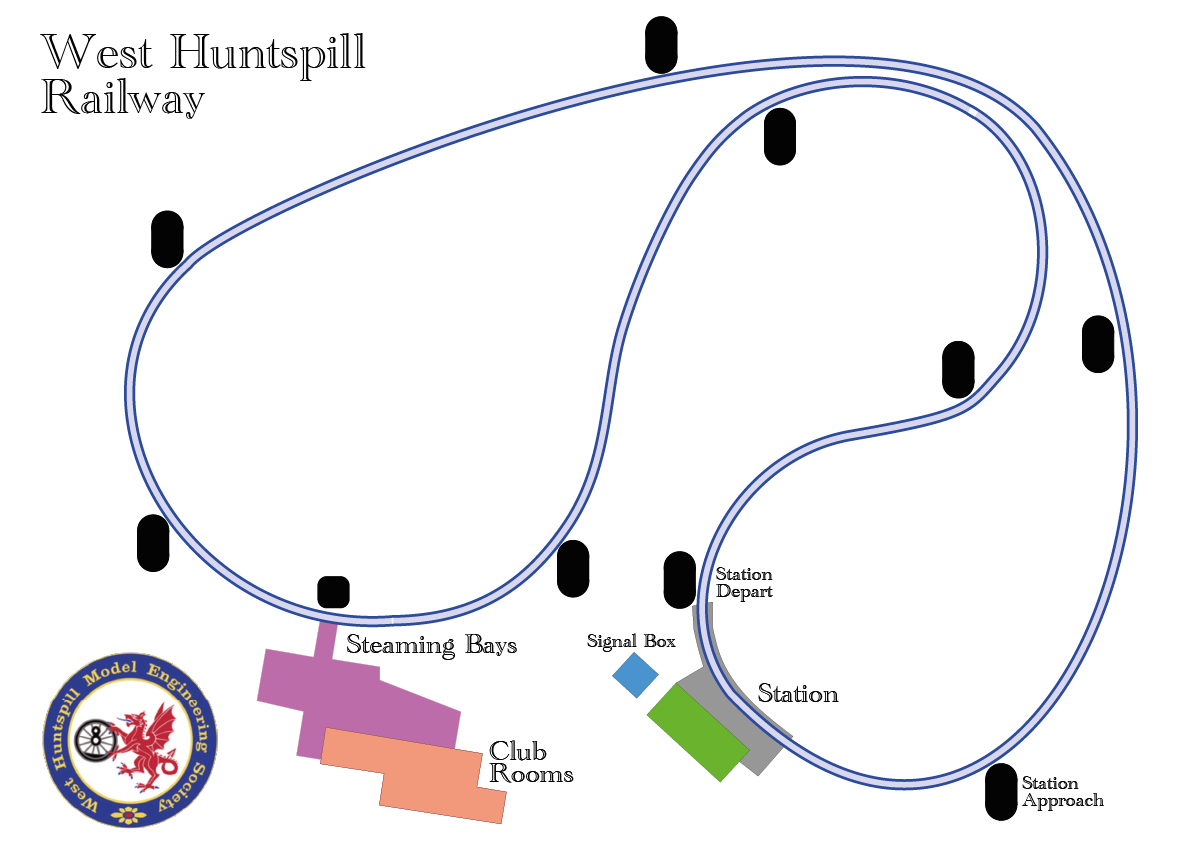 West Huntspill
Railway
Station
Depart
Signal Box
Steaming Bays
Station
Club
Rooms
Station
Approach
West Huntspill Model Engineering Society
8